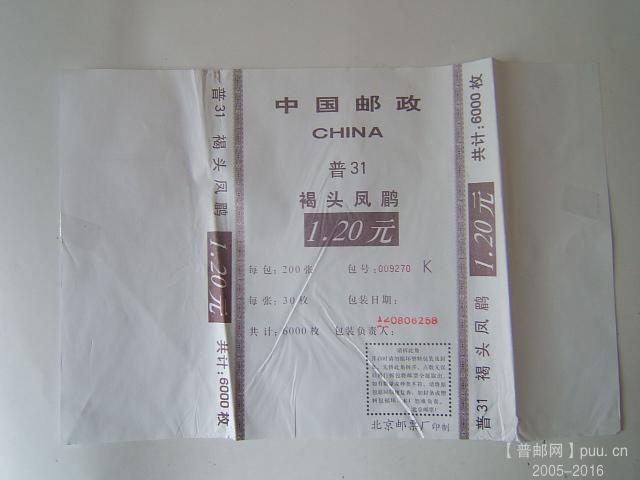 中国邮政
CHINA
普31
褐头凤鹛
1.20元
每包：200张 包号：009270 K
每张：30枚 包装日期：
共计：6000枚 包装负责人：
北京邮票厂印制
普31 褐头凤鹛 1.20元 共计：6000枚
普31 褐头凤鹛 1.20元 共计：6000枚
【普邮网】puu.cn
2005-2016